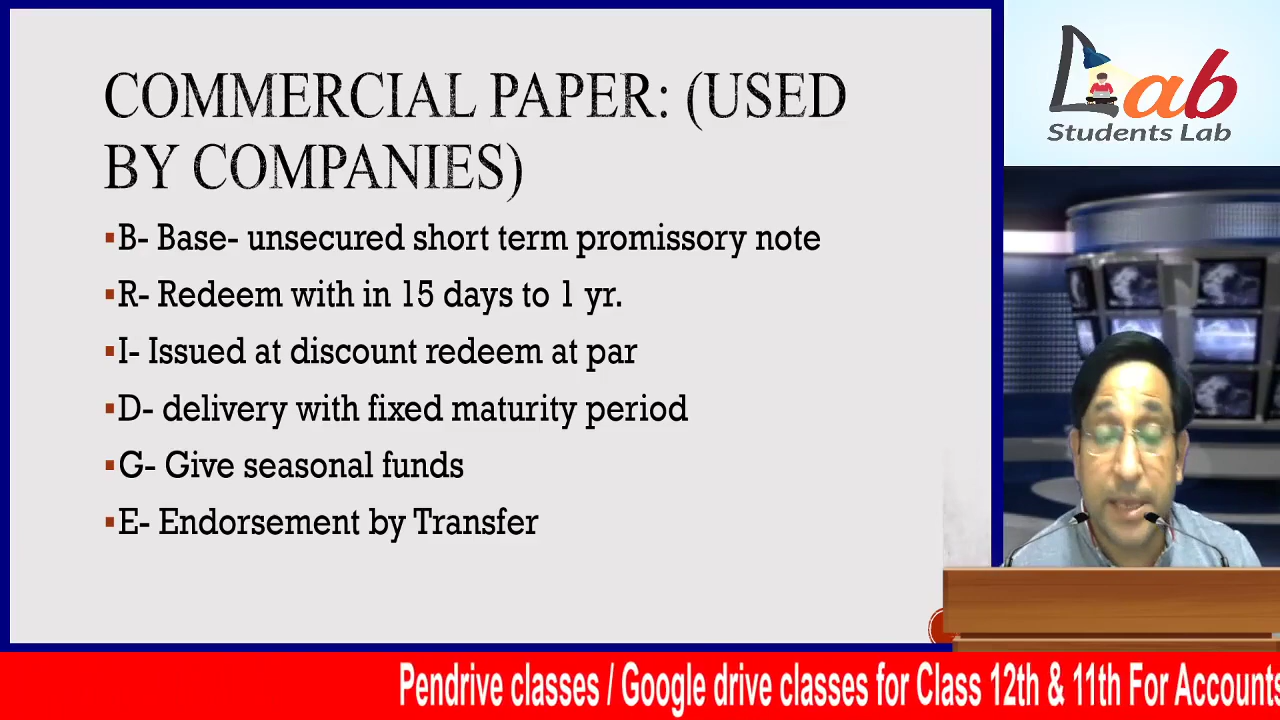 COMMERCIAL PAPER: (USED
BY COMPANIES)
▪B- Base- unsecured short term promissory note
▪R- Redeem with in 15 days to 1 yr.
▪I- Issued at discount redeem at par
▪D- delivery with fixed maturity period
▪G- Give seasonal funds
▪E- Endorsement by Transfer
Lab
Students Lab
Pendrive classes / Google drive classes for Class 12th & 11th For Accounts